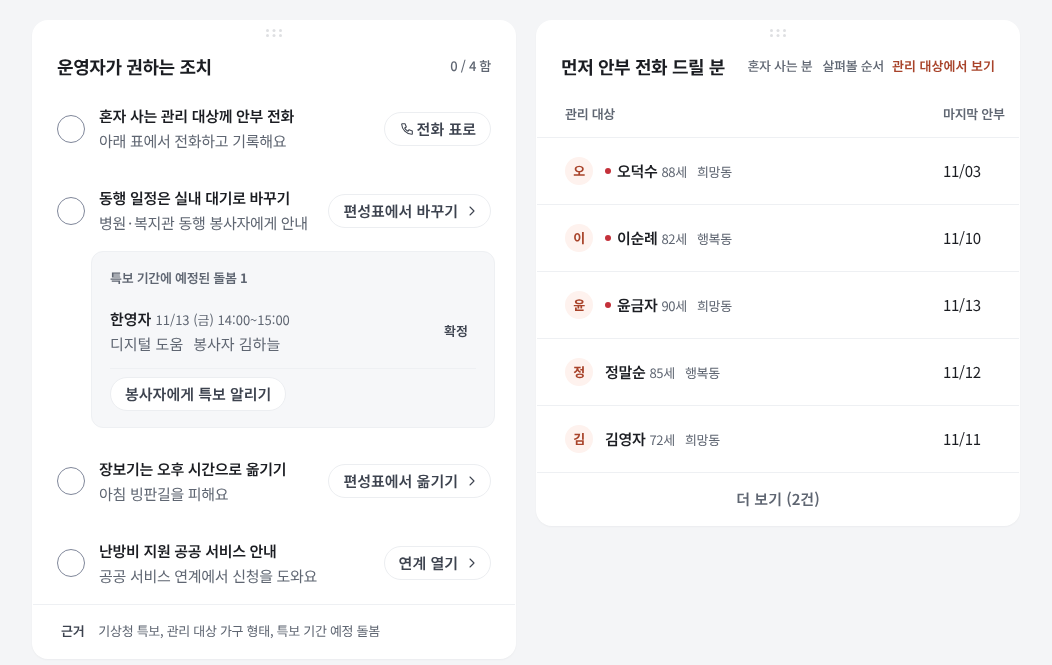 운영자가 권하는 조치
0 / 4 함
혼자 사는 관리 대상께 안부 전화
아래 표에서 전화하고 기록해요
전화 표로
동행 일정은 실내 대기로 바꾸기
병원·복지관 동행 봉사자에게 안내
편성표에서 바꾸기
특보 기간에 예정된 돌봄 1
한영자 11/13 (금) 14:00~15:00
디지털 도움 봉사자 김하늘
확정
봉사자에게 특보 알리기
장보기는 오후 시간으로 옮기기
아침 빙판길을 피해요
편성표에서 옮기기
난방비 지원 공공 서비스 안내
공공 서비스 연계에서 신청을 도와요
연계 열기
근거 기상청 특보, 관리 대상 가구 형태, 특보 기간 예정 돌봄
먼저 안부 전화 드릴 분
혼자 사는 분 살펴볼 순서 관리 대상에서 보기
관리 대상 마지막 안부
오 오덕수 88세 희망동 11/03
이 이순례 82세 행복동 11/10
윤 윤금자 90세 희망동 11/13
정 정말순 85세 행복동 11/12
김 김영자 72세 희망동 11/11
더 보기 (2건)